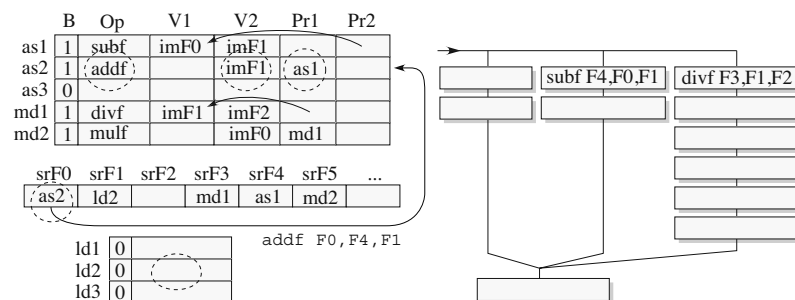 B Op V1 V2 Pr1 Pr2
as1 1 subf imF0 imF1
as2 1 addf imF1 as1
as3 0
md1 1 divf imF1 imF2
md2 1 mulf imF0 md1
subf F4,F0,F1 divf F3,F1,F2
srF0 srF1 srF2 srF3 srF4 srF5 ...
as2 ld2 md1 as1 md2
addf F0,F4,F1
ld1 0
ld2 0
ld3 0